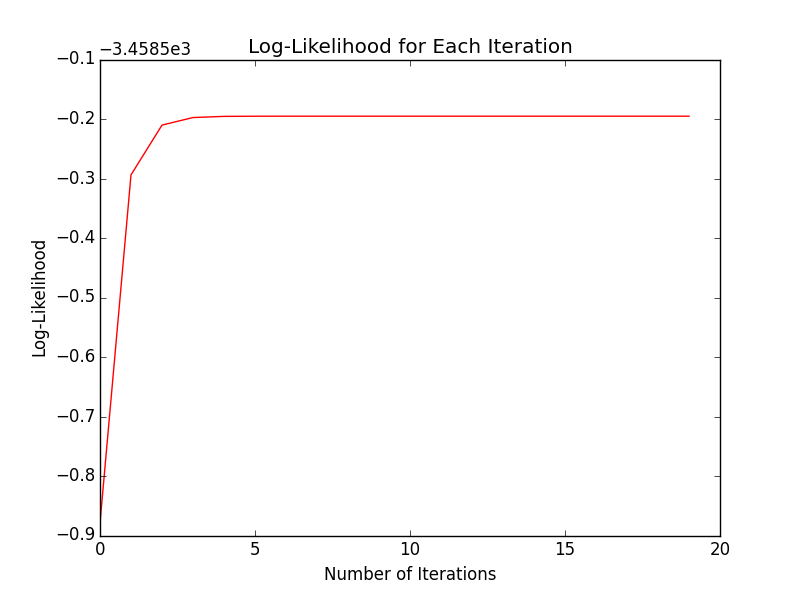 −3.4585e3
Log-Likelihood for Each Iteration
−0.1
−0.2
−0.3
−0.4
−0.5
−0.6
−0.7
−0.8
−0.9
Log-Likelihood
0 5 10 15 20
Number of Iterations